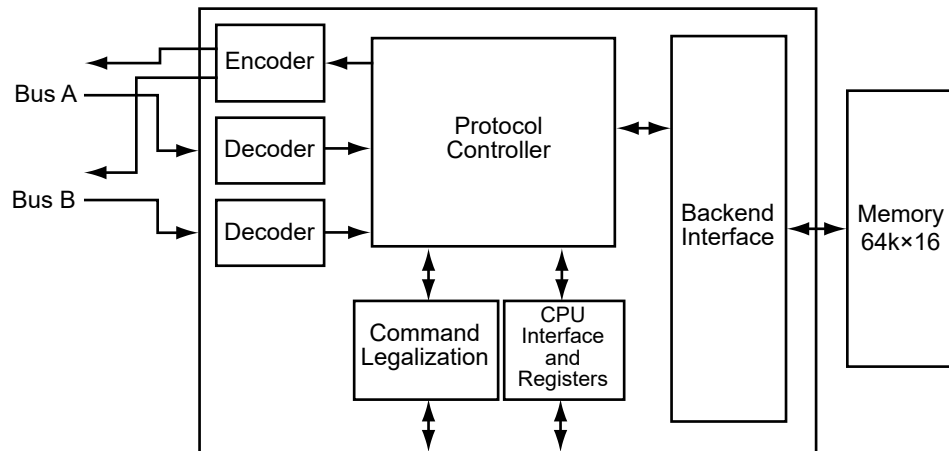 Encoder
Bus A
Decoder
Protocol
Controller
Bus B
Decoder
Backend
Interface
Memory
64k×16
Command
Legalization
CPU
Interface
and
Registers